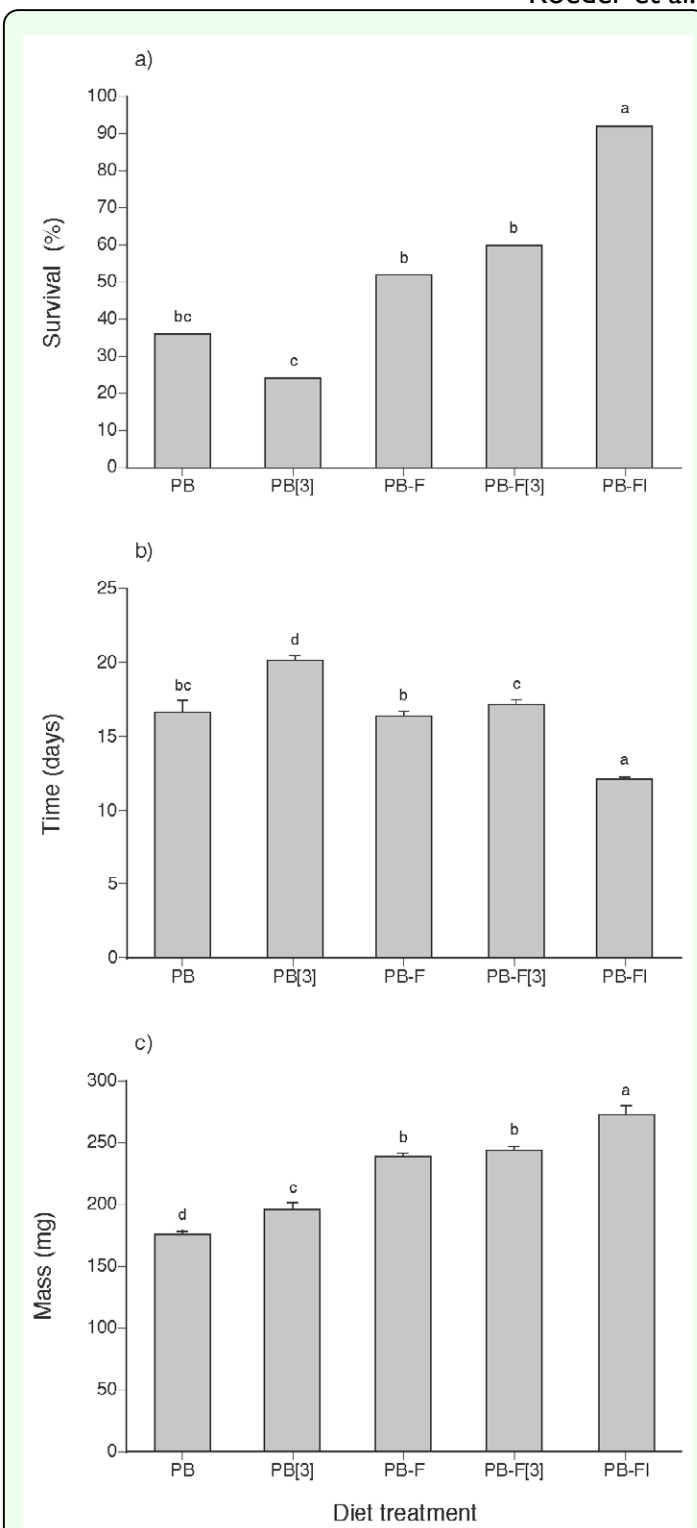 a)
100
90
80
70
60
50
40
30
20
10
0
Survival (%)
bc
c
b
b
a
PB PB[3] PB-F PB-F[3] PB-FI
b)
25
20
15
10
5
0
Time (days)
bc
d
b
c
a
PB PB[3] PB-F PB-F[3] PB-FI
c)
300
250
200
150
100
50
0
Mass (mg)
d
c
b
b
a
PB PB[3] PB-F PB-F[3] PB-FI
Diet treatment